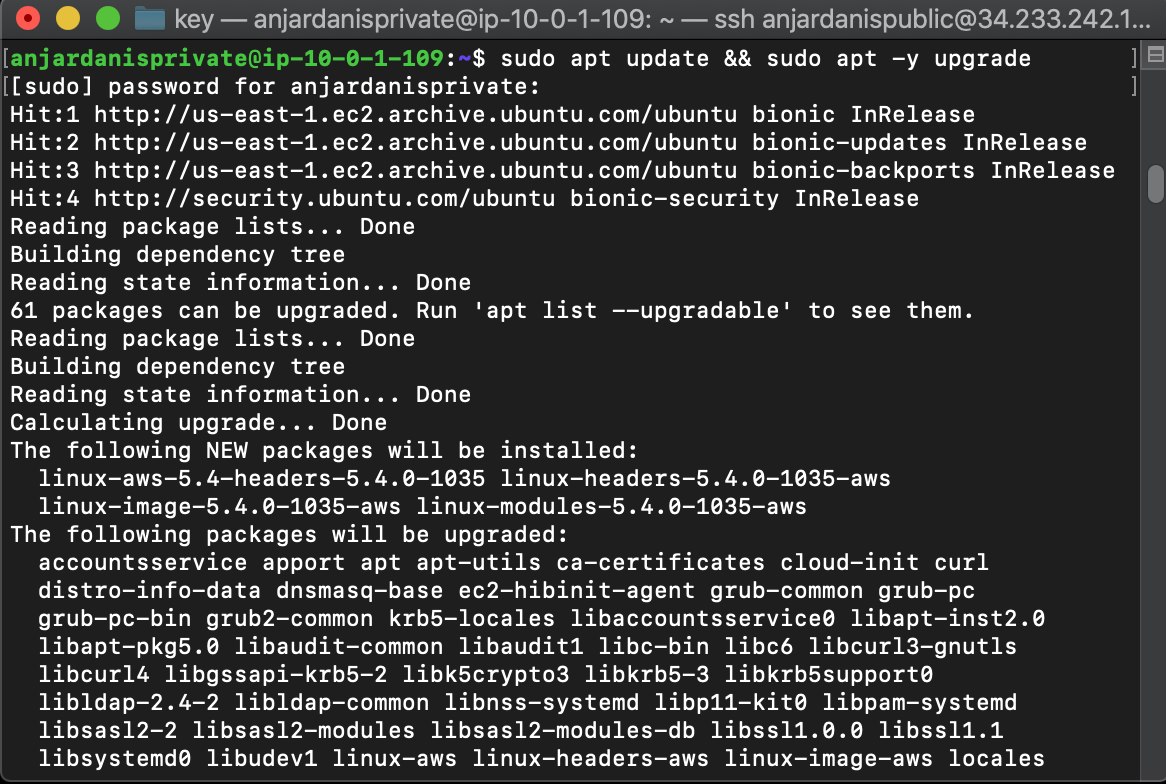 key — anjardanisprivate@ip-10-0-1-109: ~ — ssh anjardanispublic@34.233.242.1...
[anjardanisprivate@ip-10-0-1-109:~$ sudo apt update && sudo apt -y upgrade ]
[[sudo] password for anjardanisprivate: ]
Hit:1 http://us-east-1.ec2.archive.ubuntu.com/ubuntu bionic InRelease
Hit:2 http://us-east-1.ec2.archive.ubuntu.com/ubuntu bionic-updates InRelease
Hit:3 http://us-east-1.ec2.archive.ubuntu.com/ubuntu bionic-backports InRelease
Hit:4 http://security.ubuntu.com/ubuntu bionic-security InRelease
Reading package lists... Done
Building dependency tree
Reading state information... Done
61 packages can be upgraded. Run 'apt list --upgradable' to see them.
Reading package lists... Done
Building dependency tree
Reading state information... Done
Calculating upgrade... Done
The following NEW packages will be installed:
linux-aws-5.4-headers-5.4.0-1035 linux-headers-5.4.0-1035-aws
linux-image-5.4.0-1035-aws linux-modules-5.4.0-1035-aws
The following packages will be upgraded:
accountsservice apport apt apt-utils ca-certificates cloud-init curl
distro-info-data dnsmasq-base ec2-hibinit-agent grub-common grub-pc
grub-pc-bin grub2-common krb5-locales libaccountsservice0 libapt-inst2.0
libapt-pkg5.0 libaudit-common libaudit1 libc-bin libc6 libcurl3-gnutls
libcurl4 libgssapi-krb5-2 libk5crypto3 libkrb5-3 libkrb5support0
libldap-2.4-2 libldap-common libnss-systemd libp11-kit0 libpam-systemd
libsasl2-2 libsasl2-modules libsasl2-modules-db libssl1.0.0 libssl1.1
libsystemd0 libudev1 linux-aws linux-headers-aws linux-image-aws locales